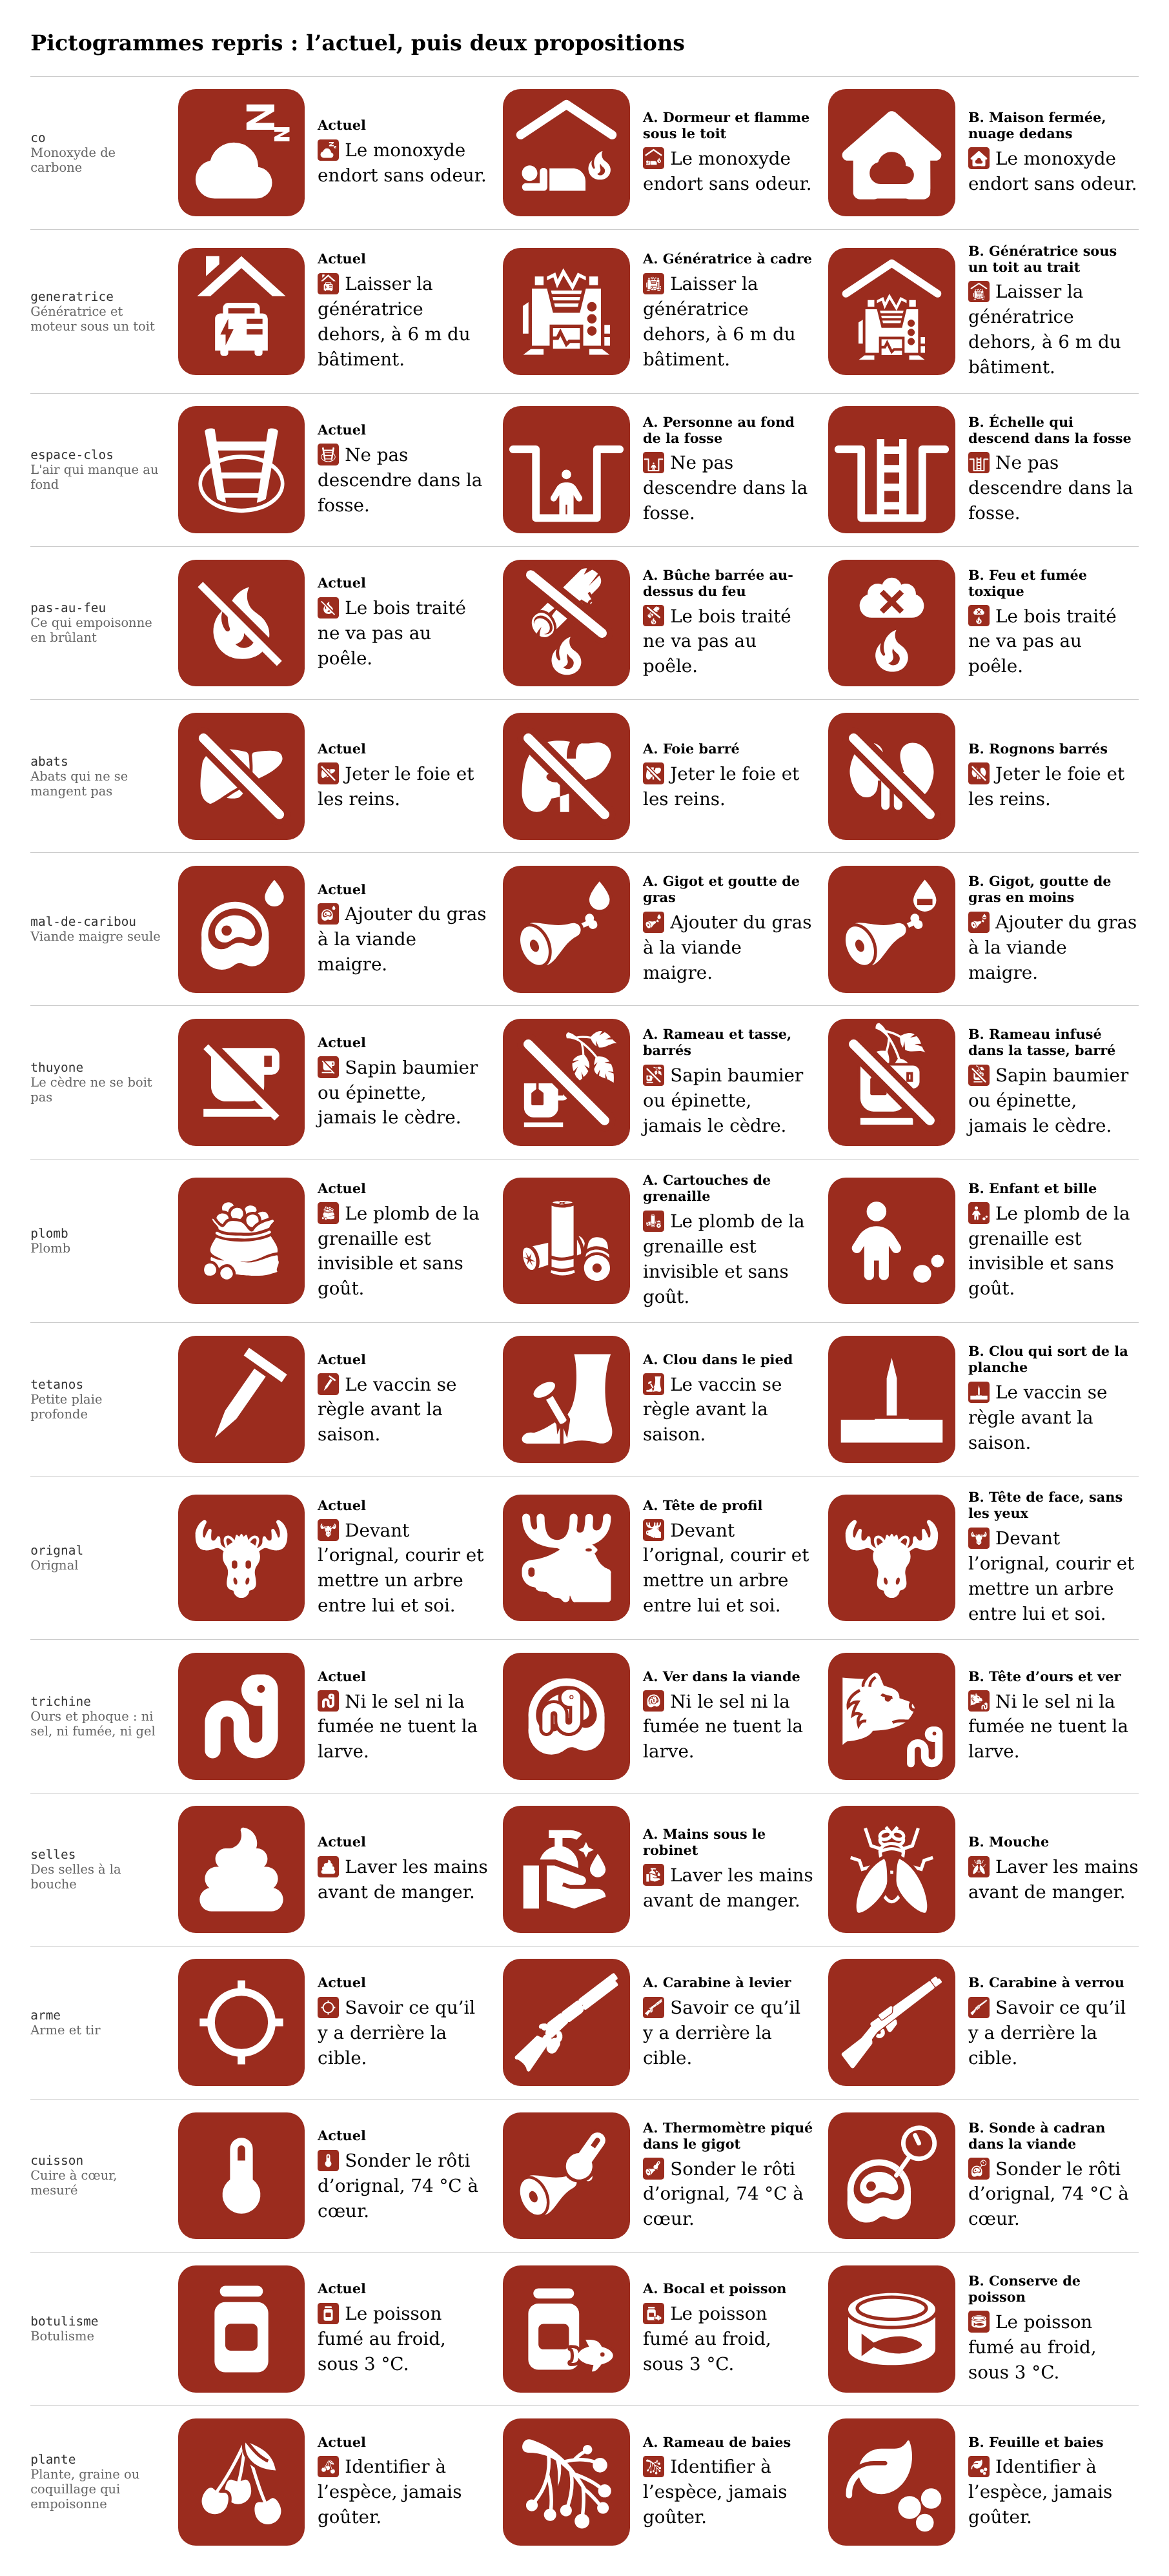 Pictogrammes repris : l’actuel, puis deux propositions
co
Monoxyde de
carbone
Actuel
Le monoxyde
endort sans odeur.
A. Dormeur et flamme
sous le toit
Le monoxyde
endort sans odeur.
B. Maison fermée,
nuage dedans
Le monoxyde
endort sans odeur.
generatrice
Génératrice et
moteur sous un toit
Actuel
Laisser la
génératrice
dehors, à 6 m du
bâtiment.
A. Génératrice à cadre
Laisser la
génératrice
dehors, à 6 m du
bâtiment.
B. Génératrice sous
un toit au trait
Laisser la
génératrice
dehors, à 6 m du
bâtiment.
espace-clos
L'air qui manque au
fond
Actuel
Ne pas
descendre dans la
fosse.
A. Personne au fond
de la fosse
Ne pas
descendre dans la
fosse.
B. Échelle qui
descend dans la fosse
Ne pas
descendre dans la
fosse.
pas-au-feu
Ce qui empoisonne
en brûlant
Actuel
Le bois traité
ne va pas au
poêle.
A. Bûche barrée au-
dessus du feu
Le bois traité
ne va pas au
poêle.
B. Feu et fumée
toxique
Le bois traité
ne va pas au
poêle.
abats
Abats qui ne se
mangent pas
Actuel
Jeter le foie et
les reins.
A. Foie barré
Jeter le foie et
les reins.
B. Rognons barrés
Jeter le foie et
les reins.
mal-de-caribou
Viande maigre seule
Actuel
Ajouter du gras
à la viande
maigre.
A. Gigot et goutte de
gras
Ajouter du gras
à la viande
maigre.
B. Gigot, goutte de
gras en moins
Ajouter du gras
à la viande
maigre.
thuyone
Le cèdre ne se boit
pas
Actuel
Sapin baumier
ou épinette,
jamais le cèdre.
A. Rameau et tasse,
barrés
Sapin baumier
ou épinette,
jamais le cèdre.
B. Rameau infusé
dans la tasse, barré
Sapin baumier
ou épinette,
jamais le cèdre.
plomb
Plomb
Actuel
Le plomb de la
grenaille est
invisible et sans
goût.
A. Cartouches de
grenaille
Le plomb de la
grenaille est
invisible et sans
goût.
B. Enfant et bille
Le plomb de la
grenaille est
invisible et sans
goût.
tetanos
Petite plaie
profonde
Actuel
Le vaccin se
règle avant la
saison.
A. Clou dans le pied
Le vaccin se
règle avant la
saison.
B. Clou qui sort de la
planche
Le vaccin se
règle avant la
saison.
orignal
Orignal
Actuel
Devant
l’orignal, courir et
mettre un arbre
entre lui et soi.
A. Tête de profil
Devant
l’orignal, courir et
mettre un arbre
entre lui et soi.
B. Tête de face, sans
les yeux
Devant
l’orignal, courir et
mettre un arbre
entre lui et soi.
trichine
Ours et phoque : ni
sel, ni fumée, ni gel
Actuel
Ni le sel ni la
fumée ne tuent la
larve.
A. Ver dans la viande
Ni le sel ni la
fumée ne tuent la
larve.
B. Tête d’ours et ver
Ni le sel ni la
fumée ne tuent la
larve.
selles
Des selles à la
bouche
Actuel
Laver les mains
avant de manger.
A. Mains sous le
robinet
Laver les mains
avant de manger.
B. Mouche
Laver les mains
avant de manger.
arme
Arme et tir
Actuel
Savoir ce qu’il
y a derrière la
cible.
A. Carabine à levier
Savoir ce qu’il
y a derrière la
cible.
B. Carabine à verrou
Savoir ce qu’il
y a derrière la
cible.
cuisson
Cuire à cœur,
mesuré
Actuel
Sonder le rôti
d’orignal, 74 °C à
cœur.
A. Thermomètre piqué
dans le gigot
Sonder le rôti
d’orignal, 74 °C à
cœur.
B. Sonde à cadran
dans la viande
Sonder le rôti
d’orignal, 74 °C à
cœur.
botulisme
Botulisme
Actuel
Le poisson
fumé au froid,
sous 3 °C.
A. Bocal et poisson
Le poisson
fumé au froid,
sous 3 °C.
B. Conserve de
poisson
Le poisson
fumé au froid,
sous 3 °C.
plante
Plante, graine ou
coquillage qui
empoisonne
Actuel
Identifier à
l’espèce, jamais
goûter.
A. Rameau de baies
Identifier à
l’espèce, jamais
goûter.
B. Feuille et baies
Identifier à
l’espèce, jamais
goûter.